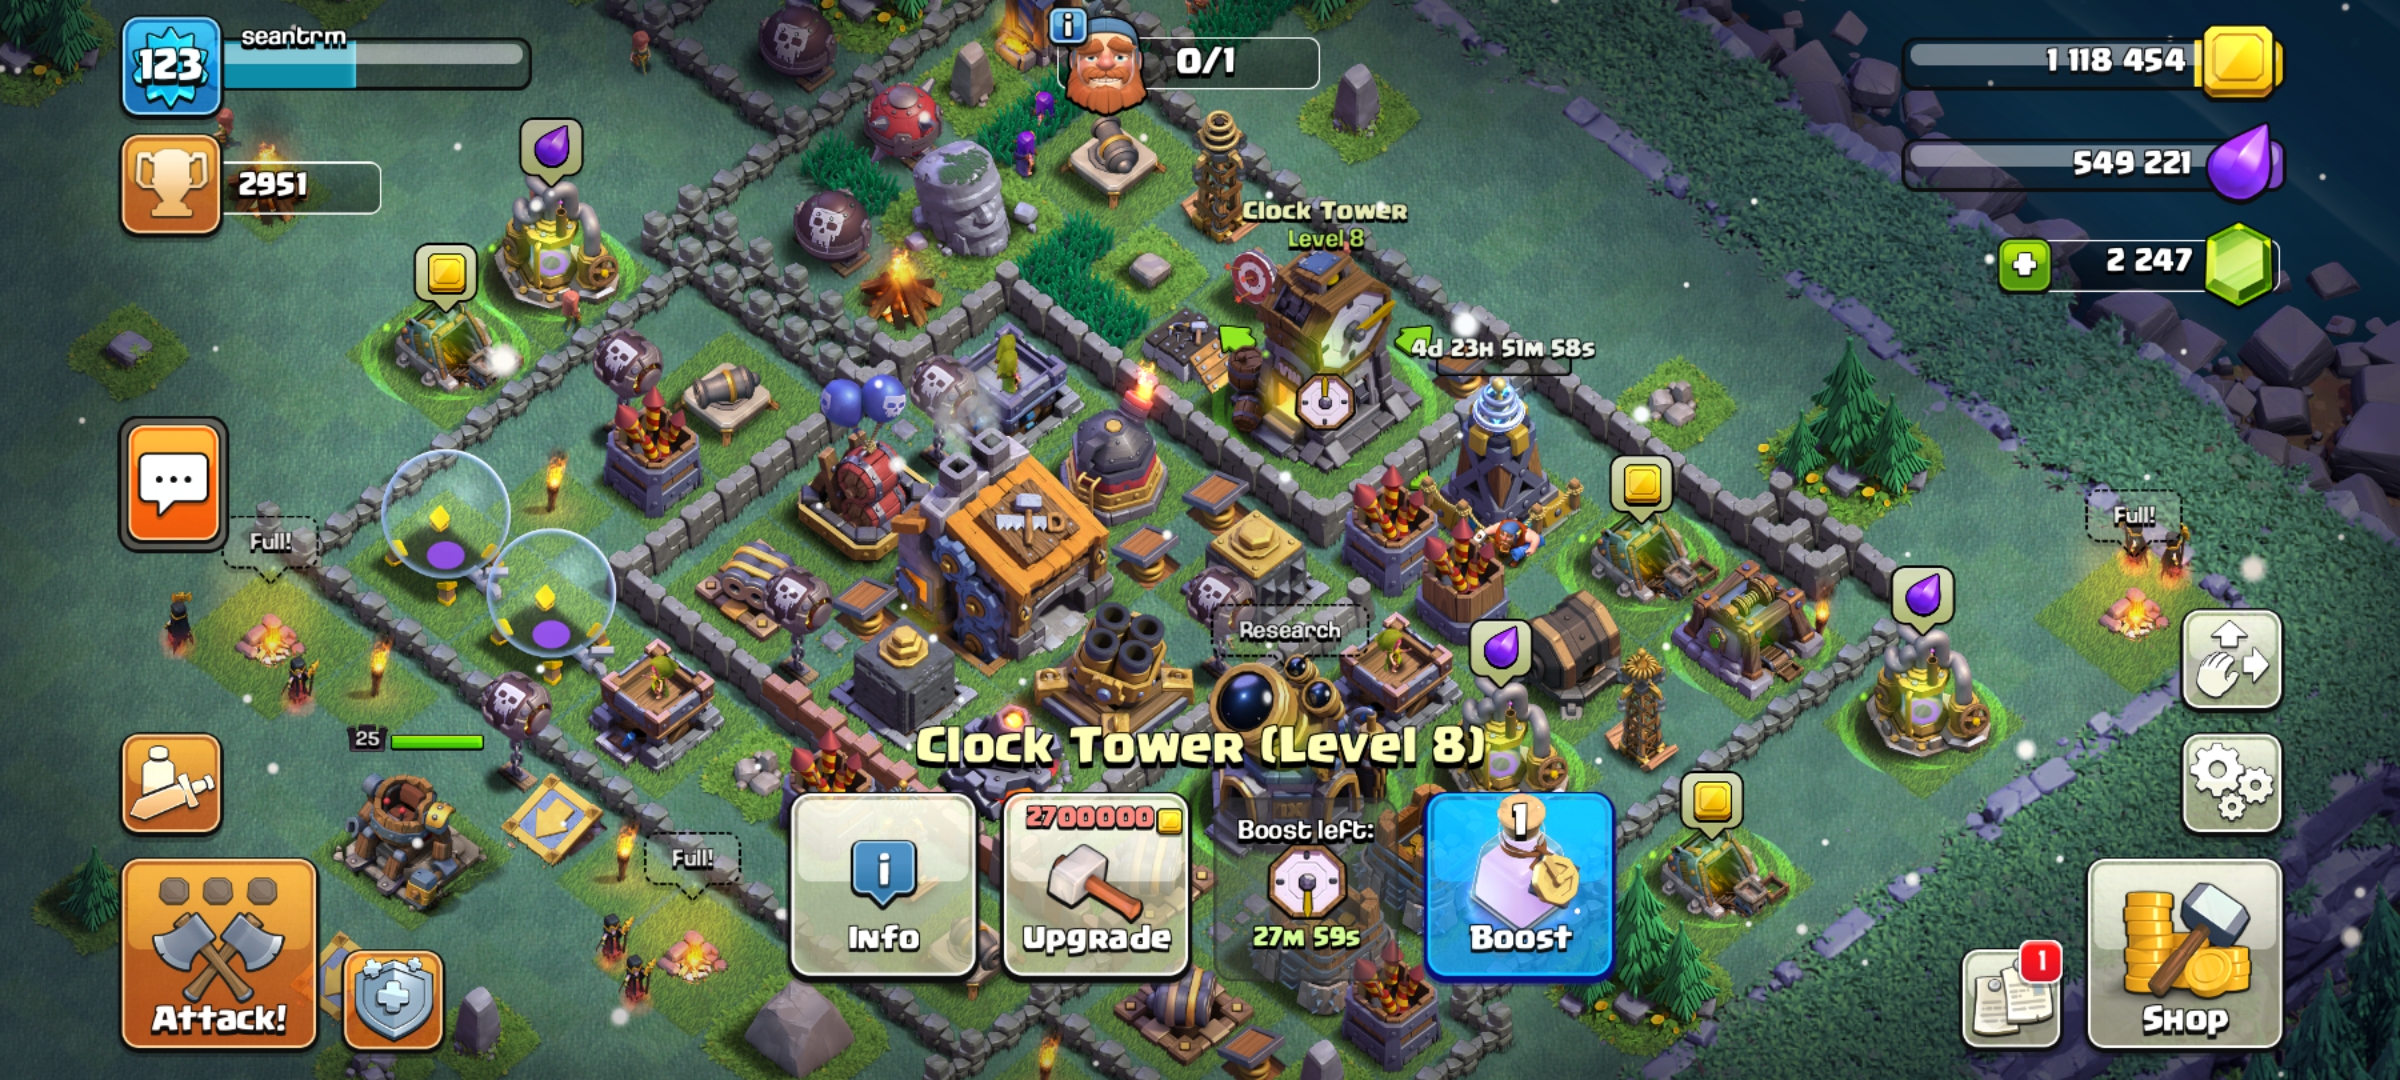 123
seantrm
0/1
1 118 454
2951
549 221
2 247
Clock Tower
Level 8
4d 23h 51m 58s
Full!
Full!
Research
25
Clock Tower (Level 8)
Full!
Info
2700000
Upgrade
Boost left:
27m 59s
1
Boost
Attack!
1
Shop